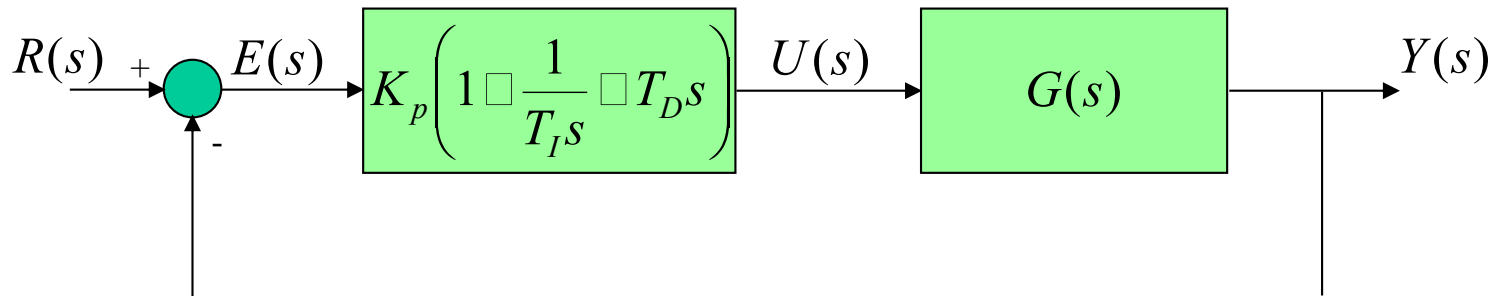 R(s) + E(s) K_p(1 □ 1/(T_I s) □ T_D s) U(s) G(s) Y(s)
-